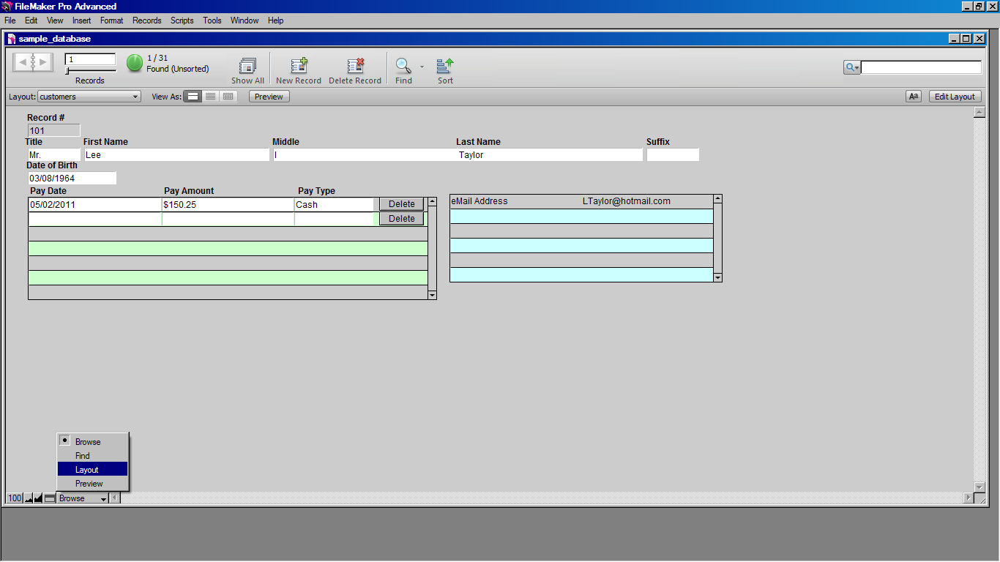 FileMaker Pro Advanced
File Edit View Insert Format Records Scripts Tools Window Help
sample_database
1
Records
1 / 31
Found (Unsorted)
Show All
New Record
Delete Record
Find
Sort
Layout: customers
View As:
Preview
Aa
Edit Layout
Record #
101
Title First Name Middle Last Name Suffix
Mr. Lee I Taylor
Date of Birth
03/08/1964
Pay Date Pay Amount Pay Type
05/02/2011 $150.25 Cash Delete
Delete
eMail Address LTaylor@hotmail.com
Browse
Find
Layout
Preview
100
Browse